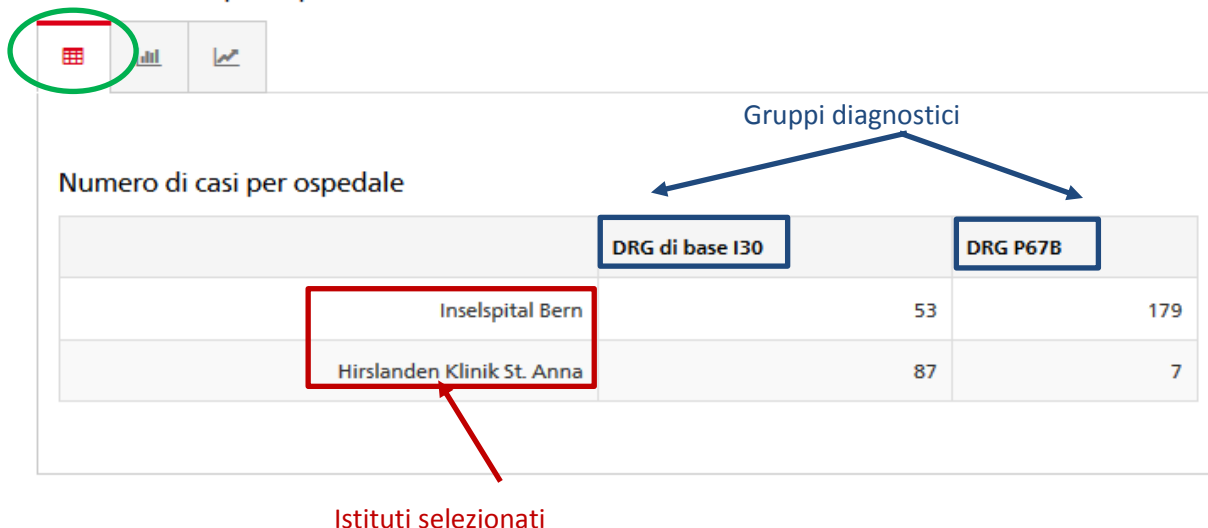 Gruppi diagnostici
Numero di casi per ospedale
DRG di base I30 DRG P67B
Inselspital Bern 53 179
Hirslanden Klinik St. Anna 87 7
Istituti selezionati